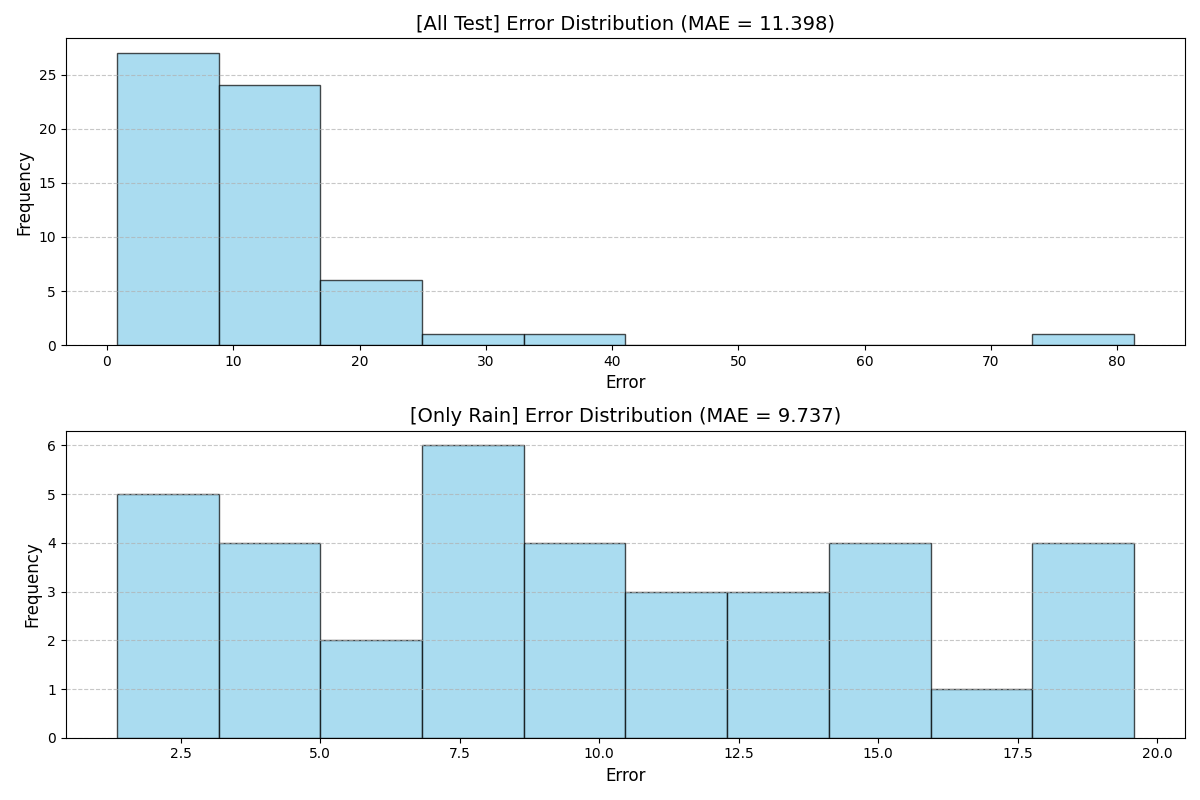 [All Test] Error Distribution (MAE = 11.398)
Frequency
25
20
15
10
5
0
0 10 20 30 40 50 60 70 80
Error
[Only Rain] Error Distribution (MAE = 9.737)
Frequency
6
5
4
3
2
1
0
2.5 5.0 7.5 10.0 12.5 15.0 17.5 20.0
Error